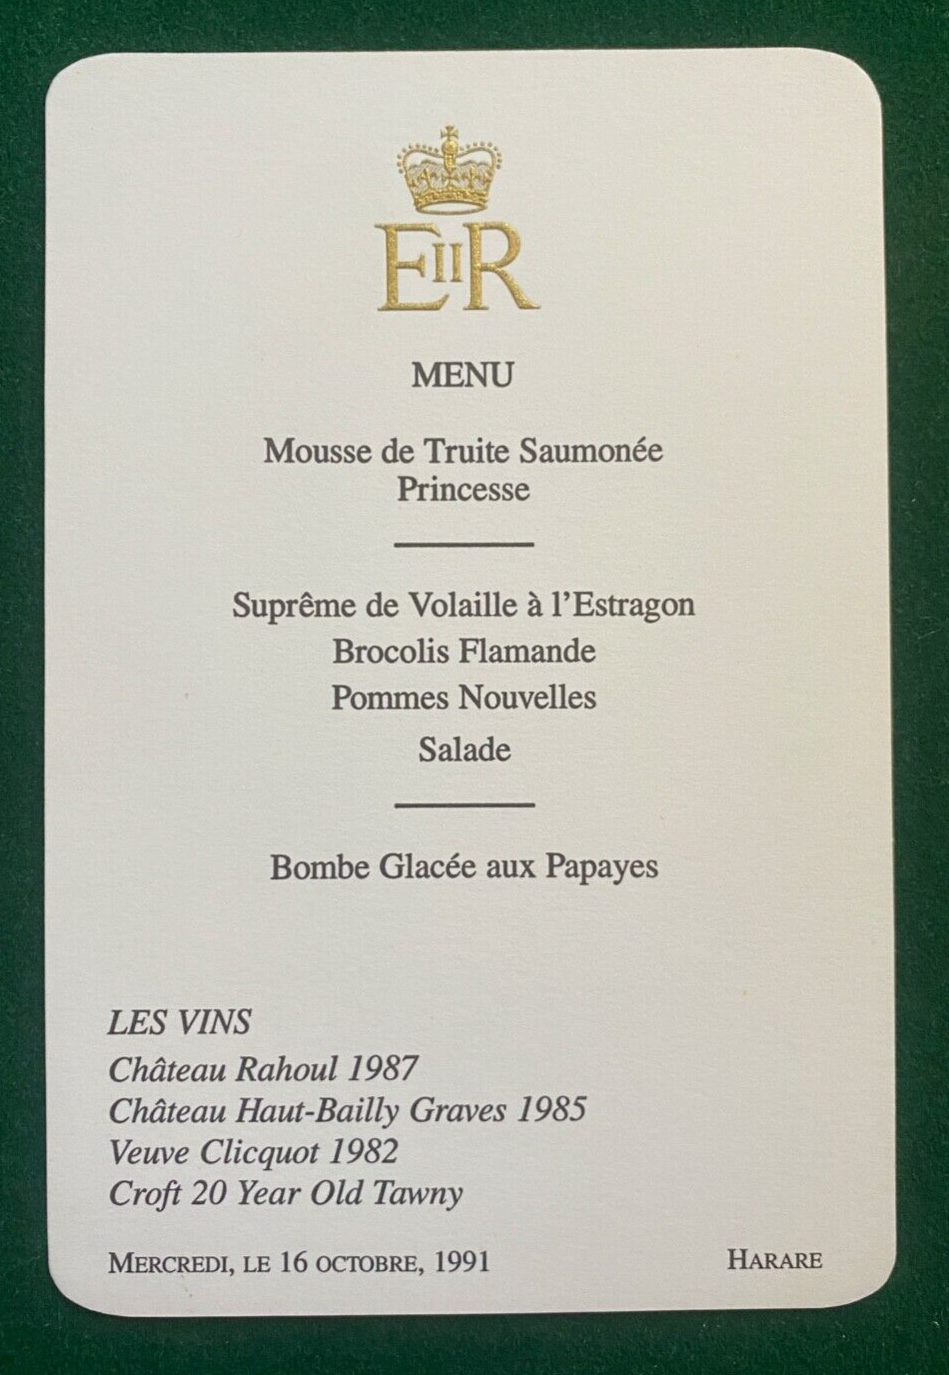 EIIR
MENU
Mousse de Truite Saumonée
Princesse
Suprême de Volaille à l’Estragon
Brocolis Flamande
Pommes Nouvelles
Salade
Bombe Glacée aux Papayes
LES VINS
Château Rahoul 1987
Château Haut-Bailly Graves 1985
Veuve Clicquot 1982
Croft 20 Year Old Tawny
MERCREDI, LE 16 OCTOBRE, 1991 HARARE